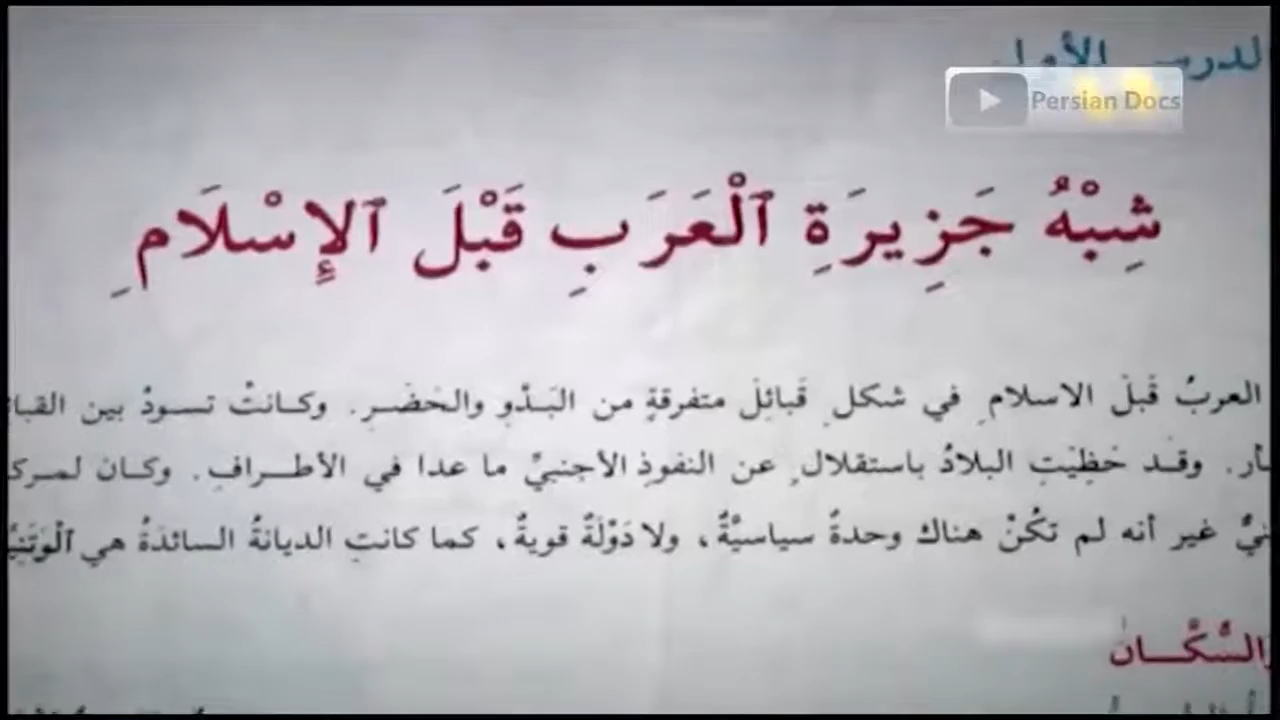 الدرس الأول
Persian Docs
شِبْهُ جَزِيرَةِ ٱلْعَرَبِ قَبْلَ ٱلإِسْلَامِ
العربُ قَبلَ الاسلامِ في شكلِ قَبائِلَ متفرقةٍ من البَدْوِ والحَضَرِ. وكانتْ تسودُ بين
وقد حَظِيَتِ البلادُ باستقلالٍ عن النفوذِ الأجنبيِّ ما عدا في الأطرافِ. وكان
غير أنه لم تكُنْ هناك وحدةٌ سياسيَّةٌ، ولا دَوْلَةٌ قويةٌ، كما كانتِ الديانةُ السائدةُ هي
السُّكَّان